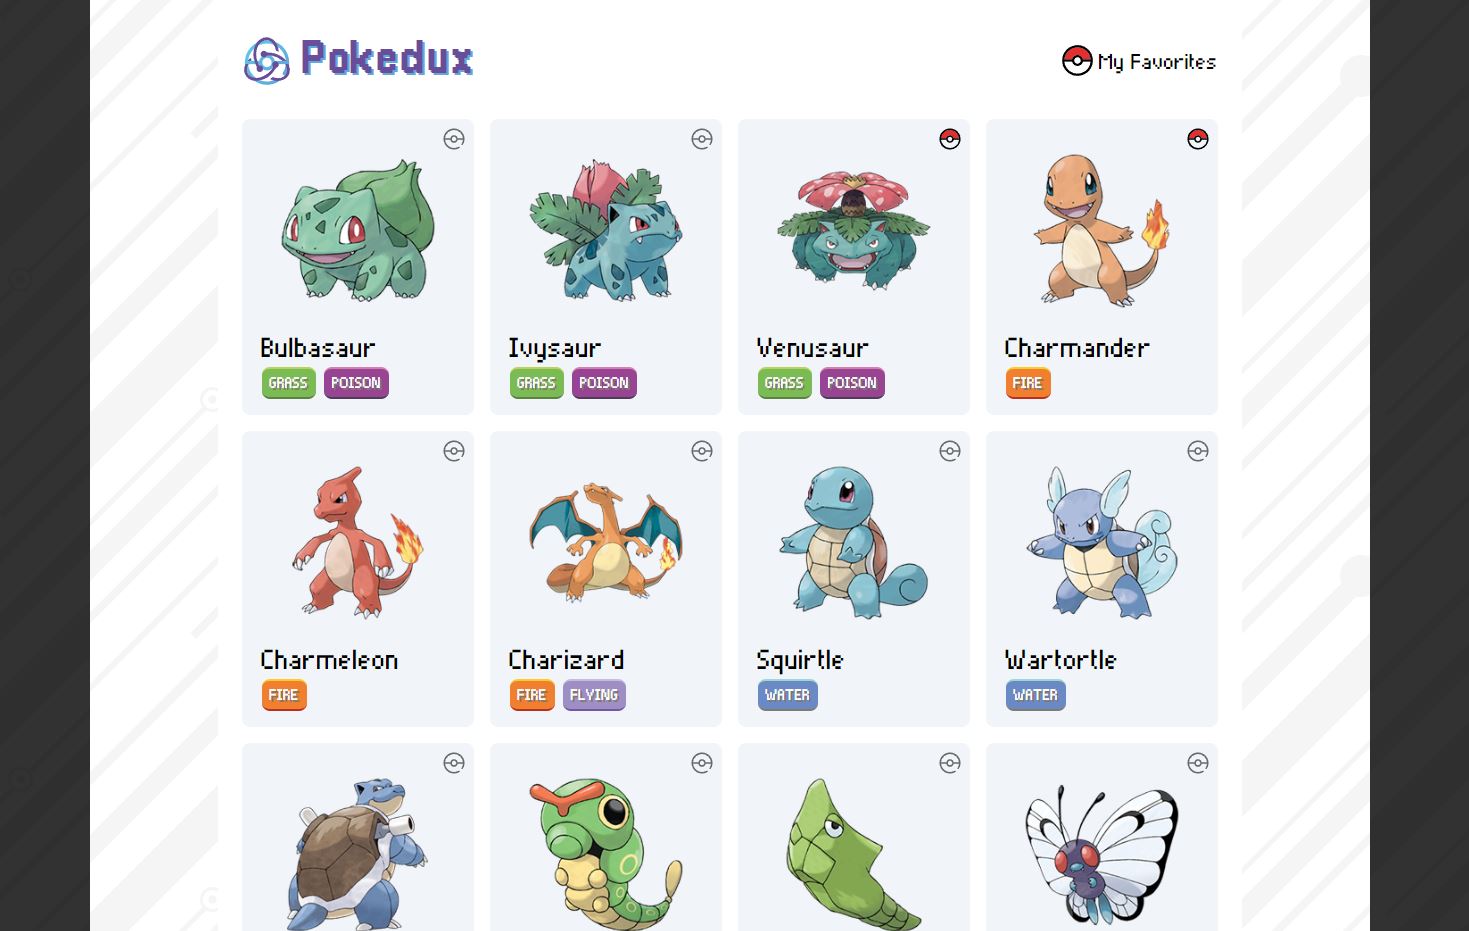 Pokedux
My Favorites
Bulbasaur
GRASS POISON
Ivysaur
GRASS POISON
Venusaur
GRASS POISON
Charmander
FIRE
Charmeleon
FIRE
Charizard
FIRE FLYING
Squirtle
WATER
Wartortle
WATER